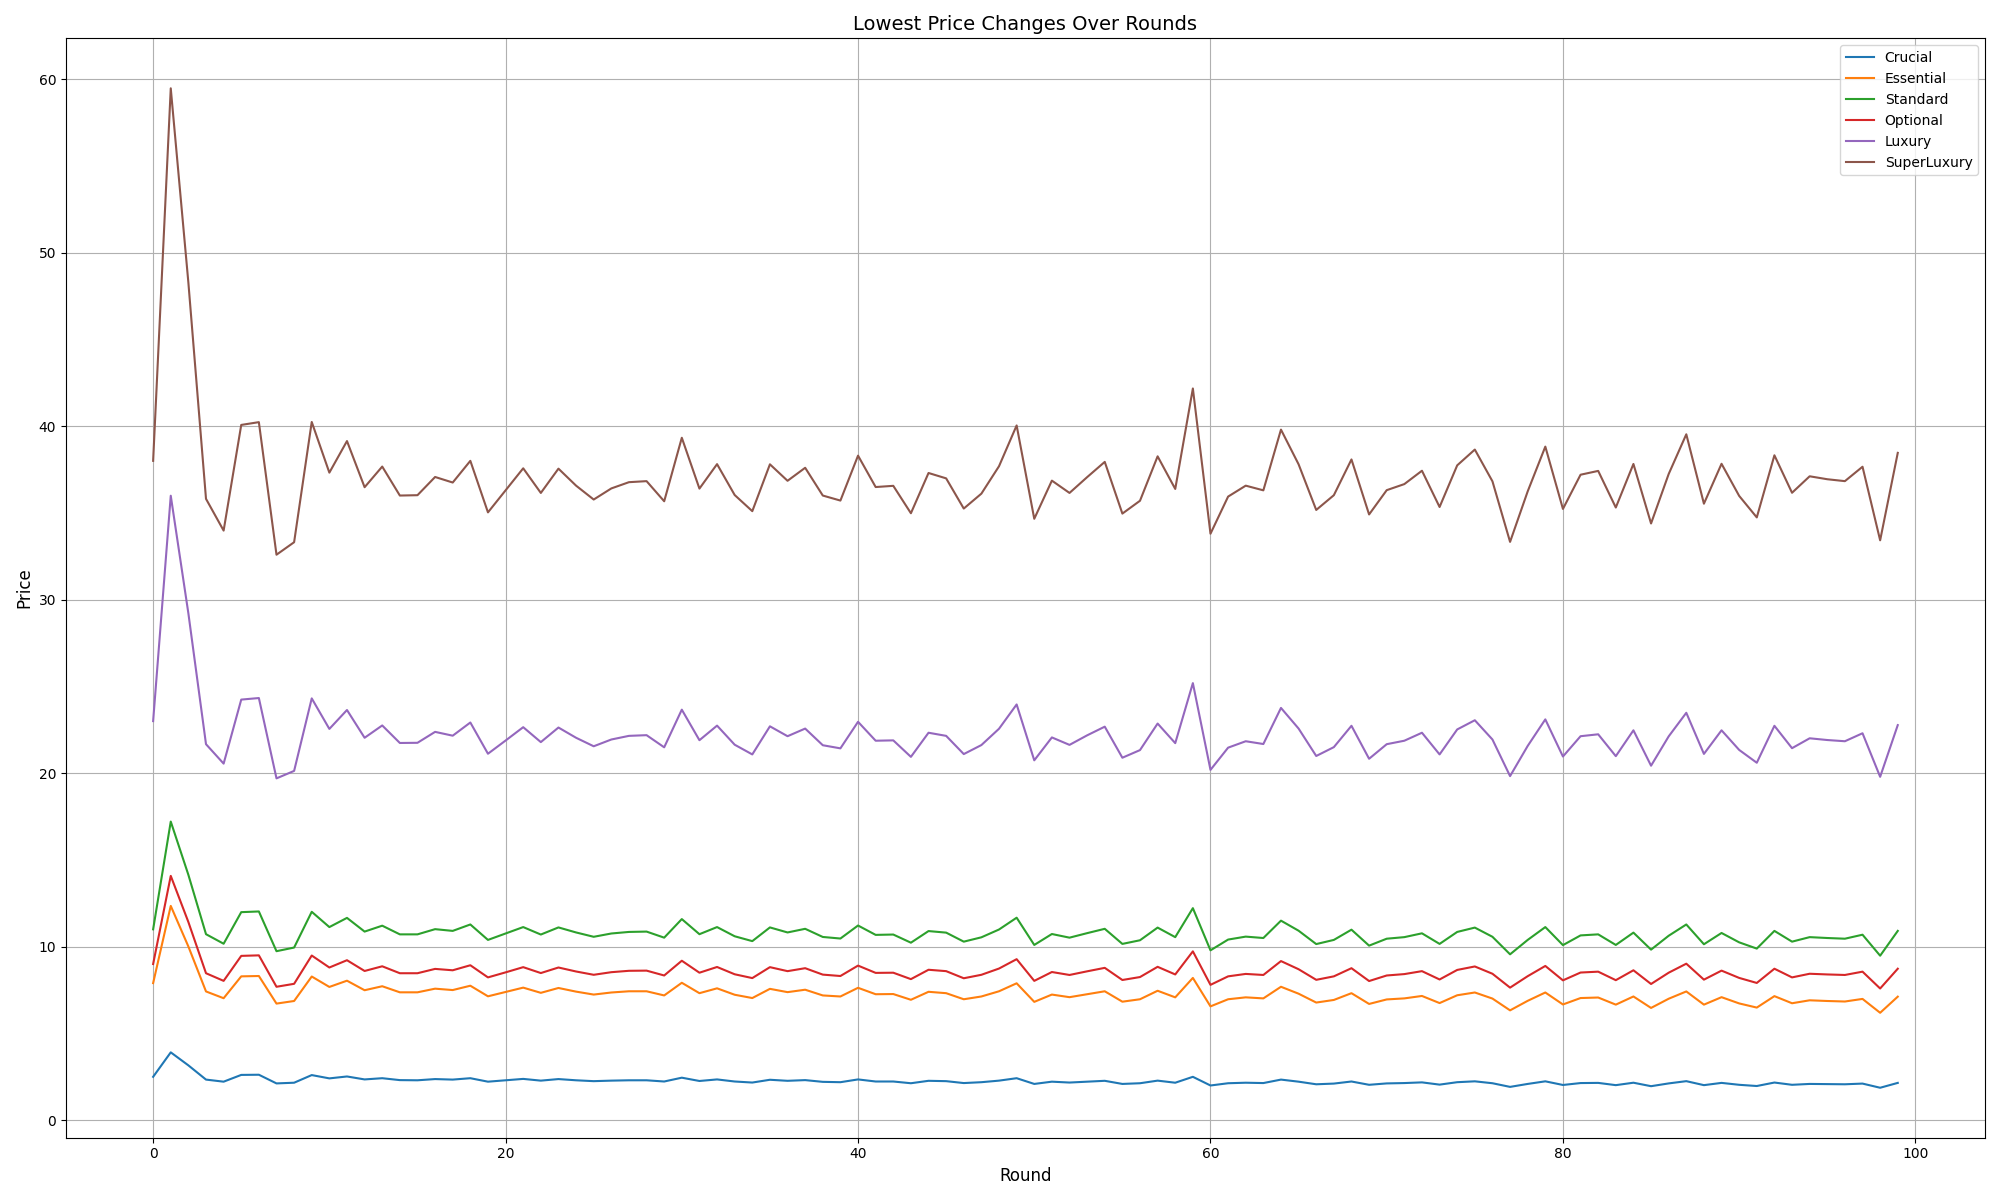 Lowest Price Changes Over Rounds
Crucial
Essential
Standard
Optional
Luxury
SuperLuxury
60
50
40
30
20
10
0
Price
0
20
40
60
80
100
Round